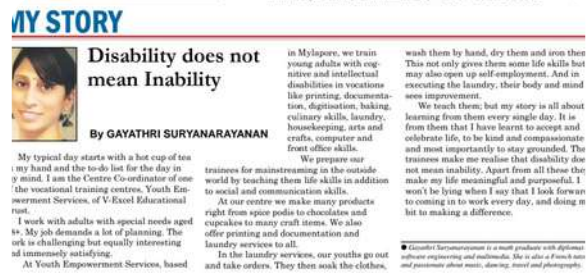 MY STORY
Disability does not
mean Inability
By GAYATHRI SURYANARAYANAN
My typical day starts with a hot cup of tea
my hand and the to-do list for the day in
mind. I am the Centre Co-ordinator of one
the vocational training centres, Youth Em-
powerment Services, of V-Excel Educational
Trust.
I work with adults with special needs aged
My job demands a lot of planning. The
work is challenging but equally interesting
and immensely satisfying.
At Youth Empowerment Services, based
in Mylapore, we train
young adults with cog-
nitive and intellectual
disabilities in vocations
like printing, documenta-
tion, digitisation, baking,
culinary skills, laundry,
housekeeping, arts and
crafts, computer and
front office skills.
We prepare our
trainees for mainstreaming in the outside
world by teaching them life skills in addition
to social and communication skills.
At our centre we make many products
right from spice podis to chocolates and
cupcakes to many craft items. We also
offer printing and documentation and
laundry services to all.
In the laundry services, our youths go out
and take orders. They then soak the clothes,
wash them by hand, dry them and iron them
This not only gives them some life skills but
may also open up self-employment. And in
executing the laundry, their body and mind
sees improvement.
We teach them; but my story is all about
learning from them every single day. It is
from them that I have learnt to accept and
celebrate life, to be kind and compassionate
and most importantly to stay grounded. The
trainees make me realise that disability does
not mean inability. Apart from all these they
make my life meaningful and purposeful. I
won't be lying when I say that I look forward
to coming in to work every day, and doing m
bit to making a difference.
● Gayathri Suryanarayanan is a math graduate with diplomas
software engineering and multimedia. She is also a French
and passionate about music, dancing, travel and photography.